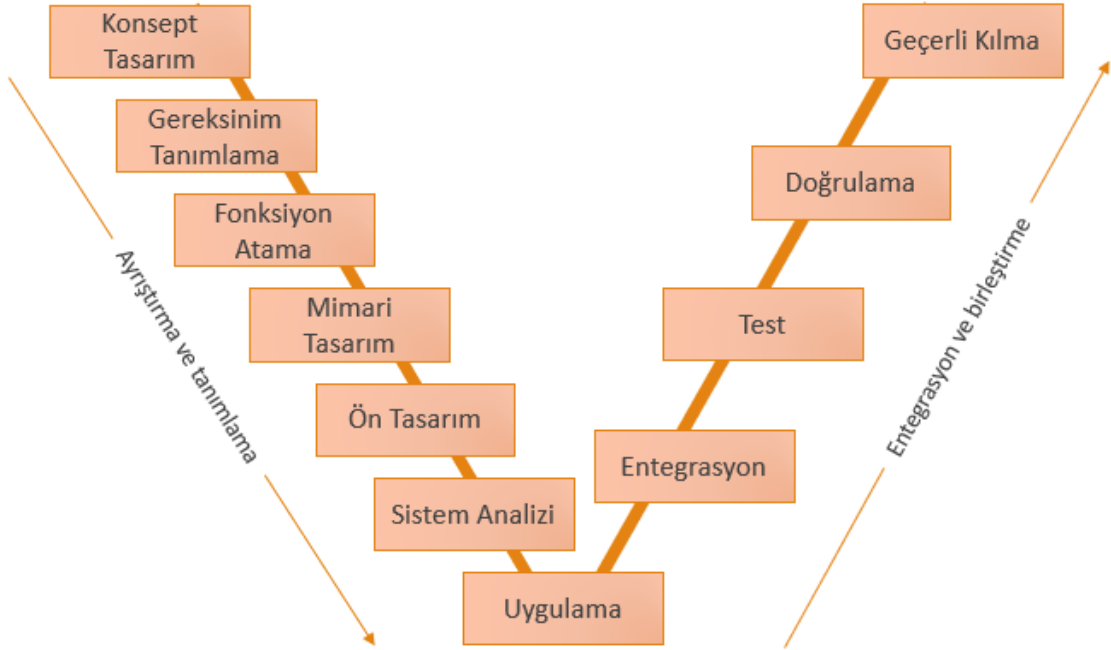 Konsept
Tasarım
Gereksinim
Tanımlama
Fonksiyon
Atama
Mimari
Tasarım
Ön Tasarım
Sistem Analizi
Uygulama
Entegrasyon
Test
Doğrulama
Geçerli Kılma
Ayrıştırma ve tanımlama
Entegrasyon ve birleştirme